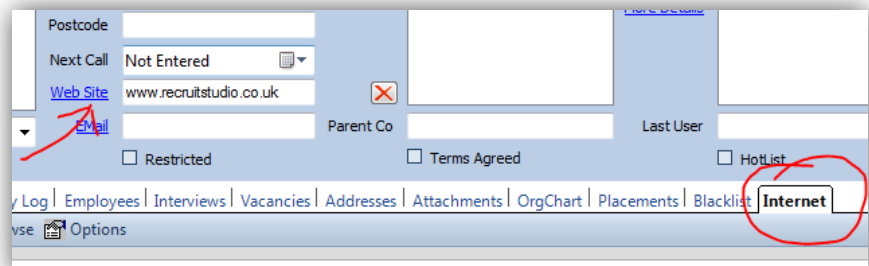 More Details
Postcode
Next Call Not Entered
Web Site www.recruitstudio.co.uk
EMail Parent Co Last User
Restricted Terms Agreed HotList
Log Employees Interviews Vacancies Addresses Attachments OrgChart Placements Blacklist Internet
Options